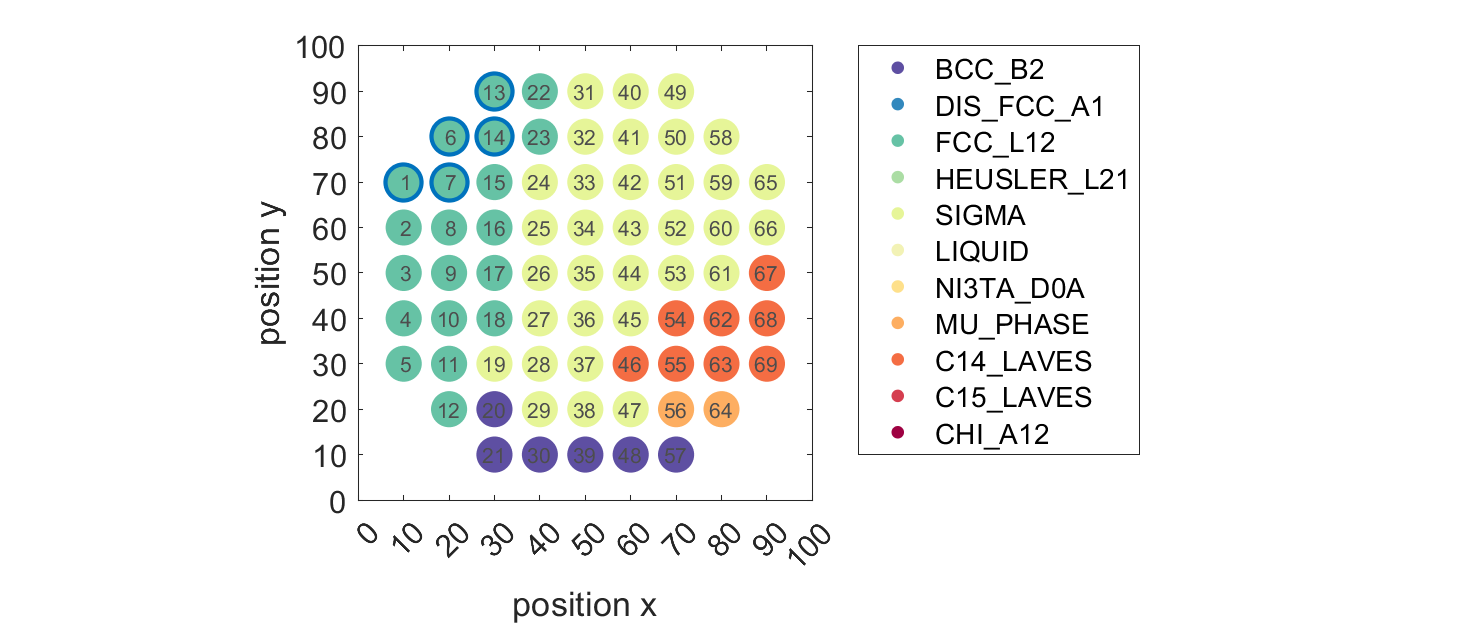 100
90
80
70
60
50
40
30
20
10
0
position y
13 22 31 40 49
6 14 23 32 41 50 58
1 7 15 24 33 42 51 59 65
2 8 16 25 34 43 52 60 66
3 9 17 26 35 44 53 61 67
4 10 18 27 36 45 54 62 68
5 11 19 28 37 46 55 63 69
12 20 29 38 47 56 64
21 30 39 48 57
0 10 20 30 40 50 60 70 80 90 100
position x
BCC_B2
DIS_FCC_A1
FCC_L12
HEUSLER_L21
SIGMA
LIQUID
NI3TA_D0A
MU_PHASE
C14_LAVES
C15_LAVES
CHI_A12